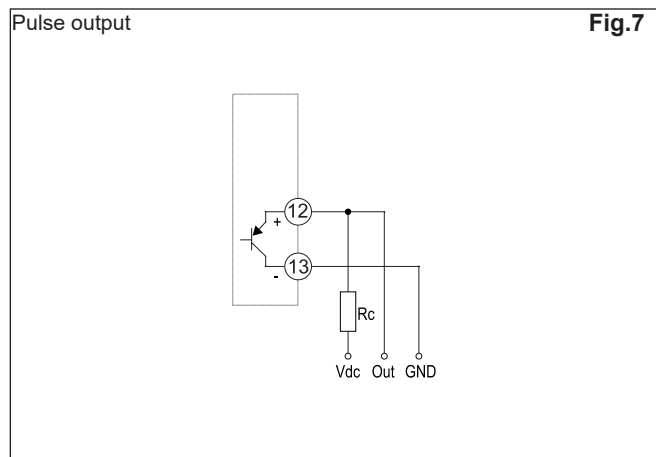 Pulse output Fig.7
12
+
13
-
Rc
Vdc Out GND